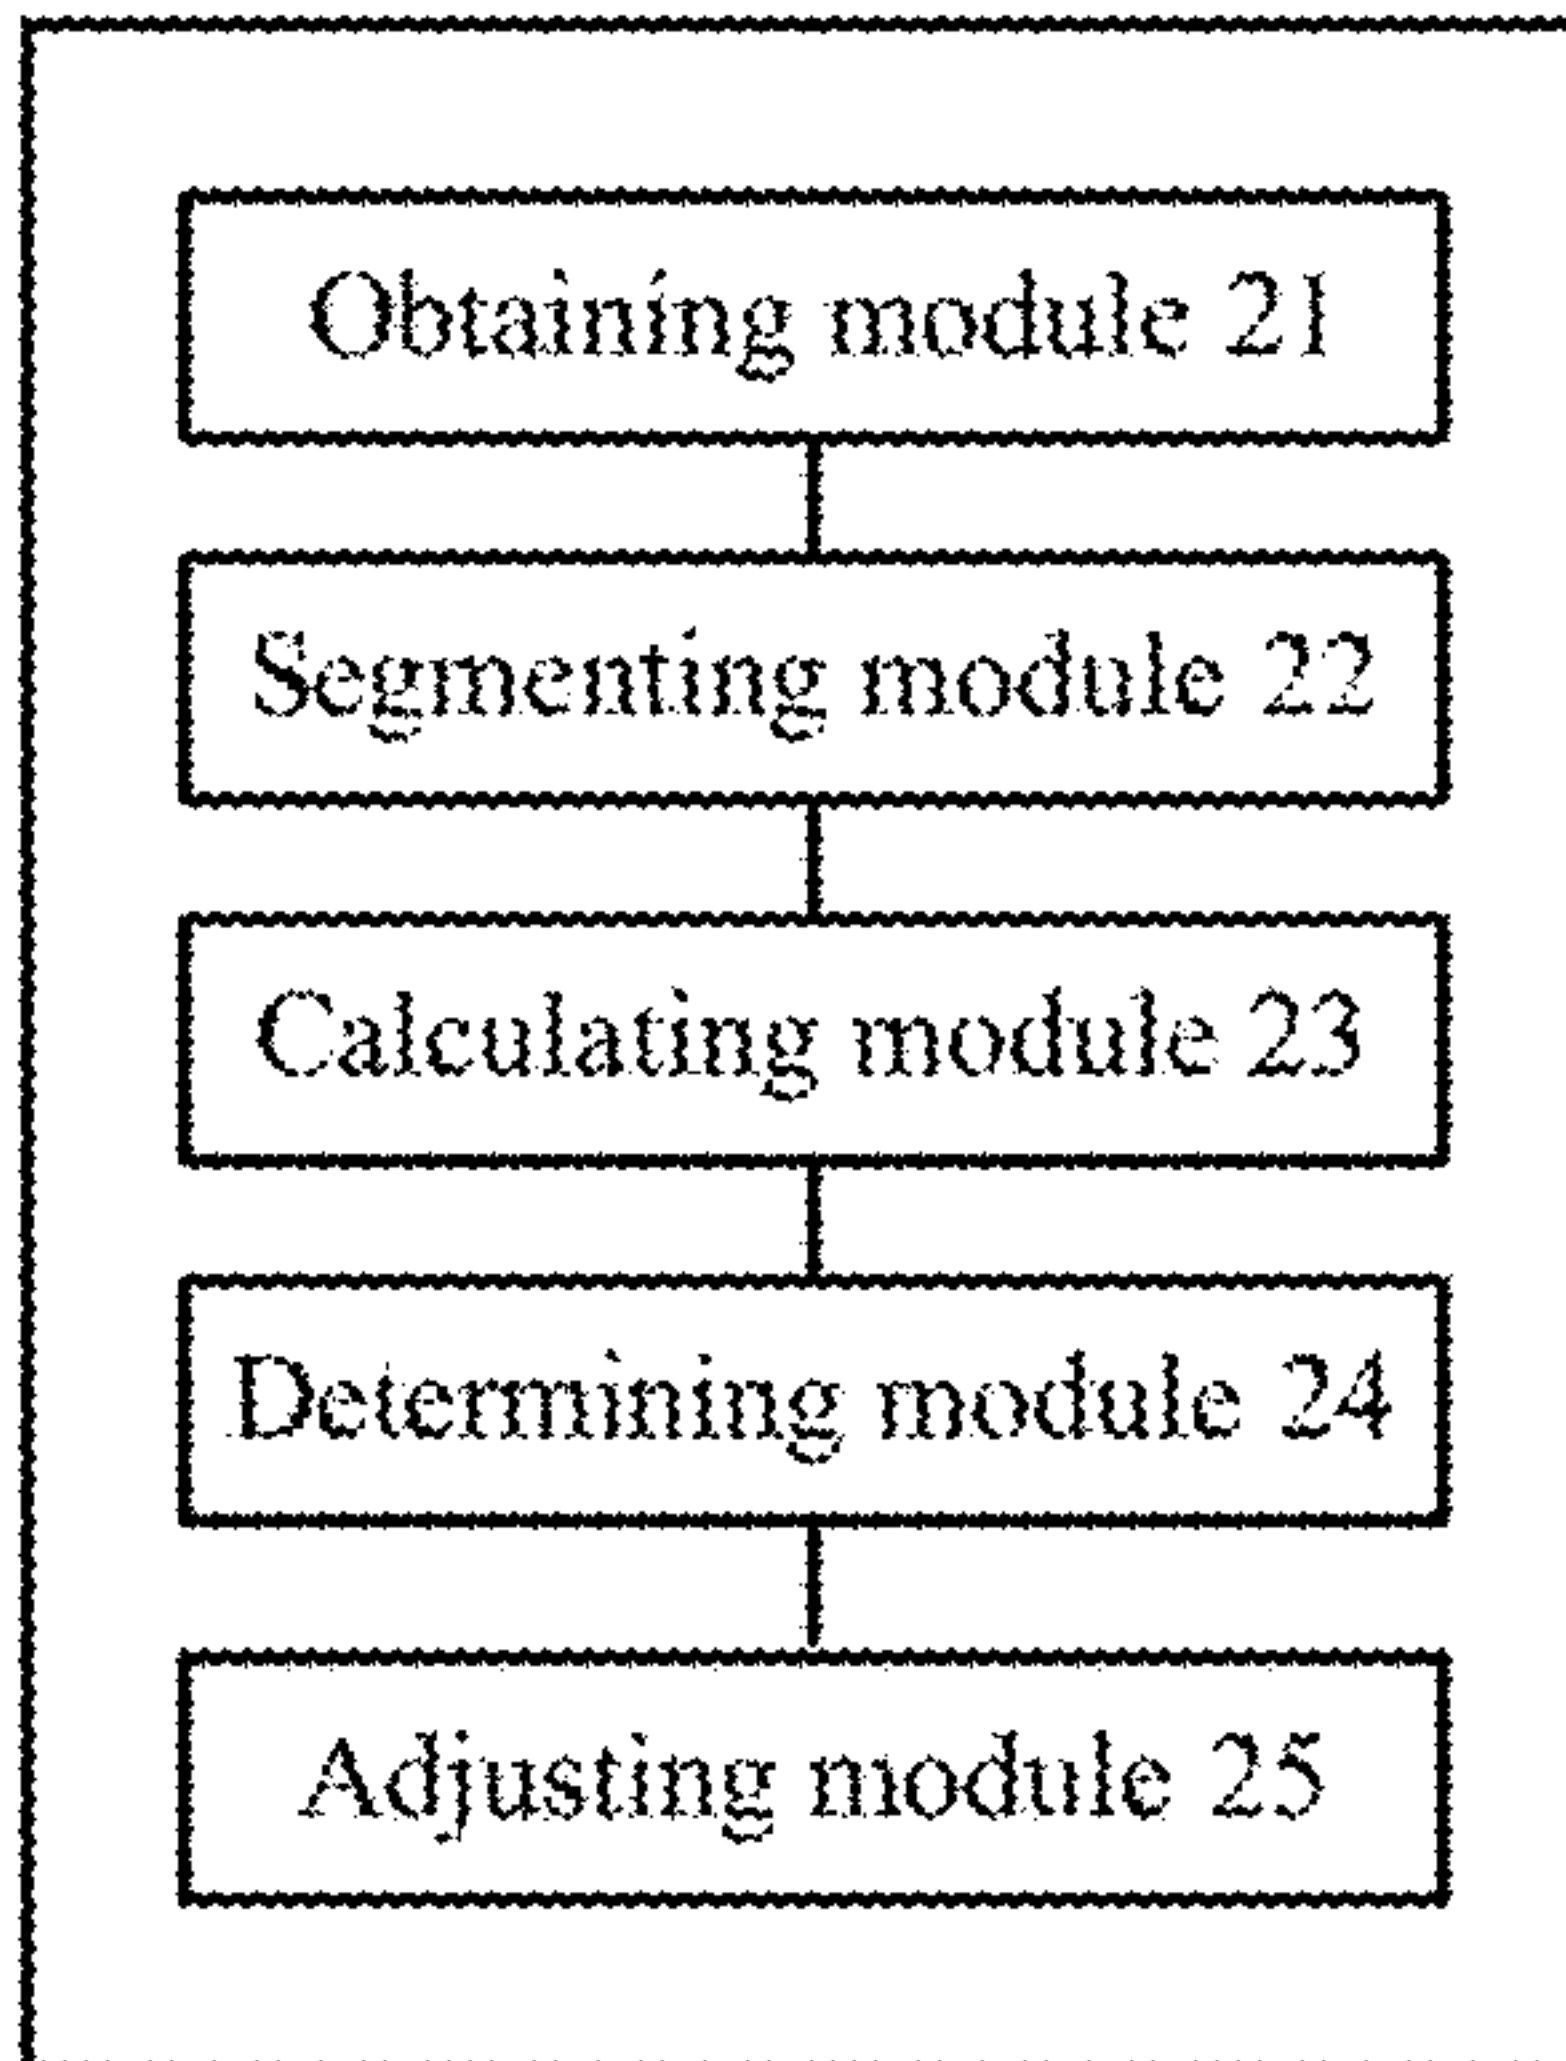 Obtaining module 21
Segmenting module 22
Calculating module 23
Determining module 24
Adjusting module 25